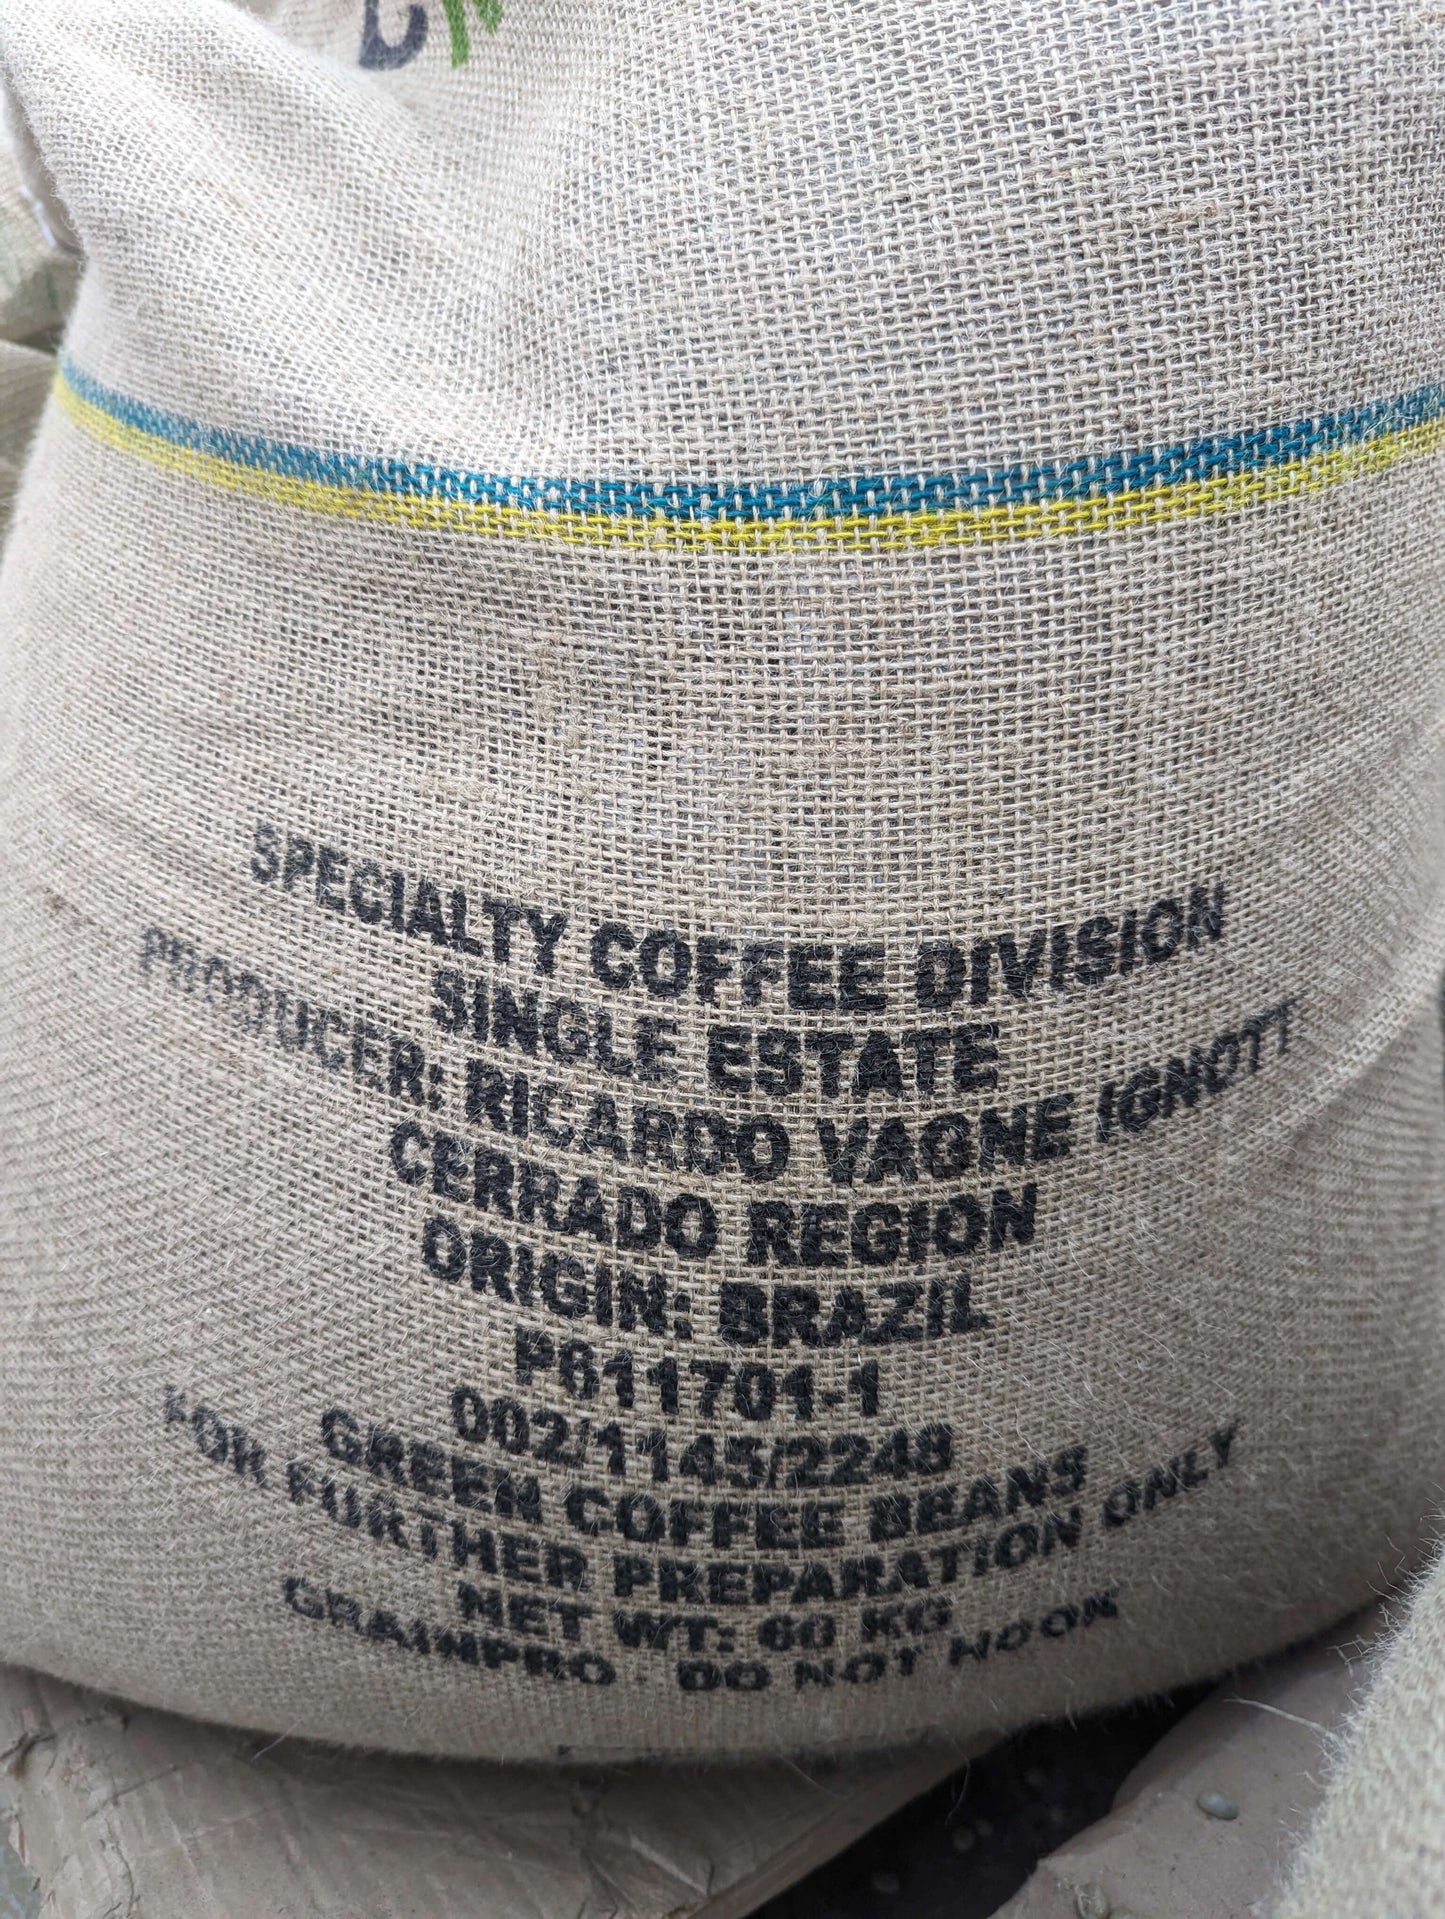 SPECIALTY COFFEE DIVISION
SINGLE ESTATE
PRODUCER: RICARDO VAGNE IGNOTT
CERRADO REGION
ORIGIN: BRAZIL
P611701-1
002/1145/2248
GREEN COFFEE BEANS
FOR FURTHER PREPARATION ONLY
NET WT: 60 KG
GRAINPRO - DO NOT HOOK